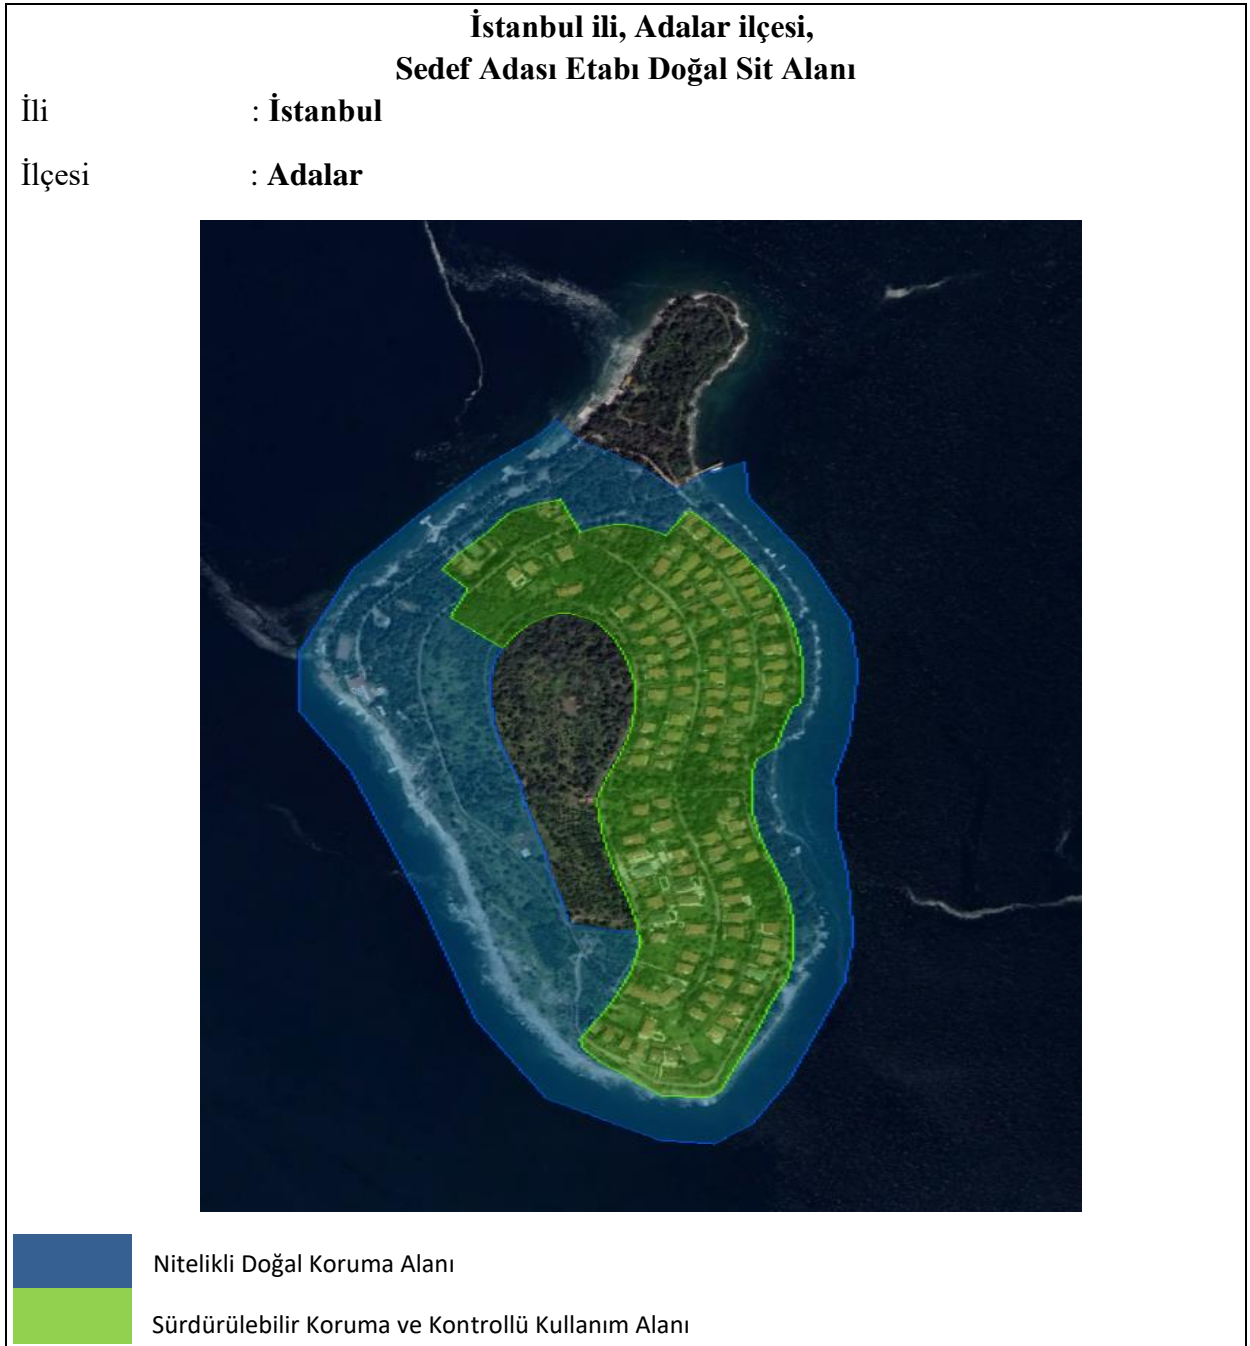 İstanbul ili, Adalar ilçesi,
Sedef Adası Etabı Doğal Sit Alanı
İli : İstanbul
İlçesi : Adalar
Nitelikli Doğal Koruma Alanı
Sürdürülebilir Koruma ve Kontrollü Kullanım Alanı